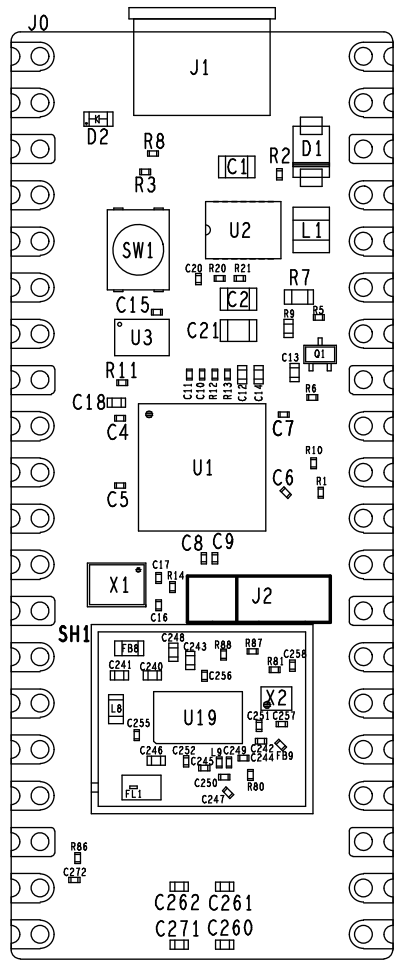 J0
J1
D2
R8
R3
C1
R2
D1
SW1
U2
L1
C20
R20
R21
C15
C2
R7
U3
C21
R9
R5
Q1
R11
C11
C10
R12
R13
C12
C14
C13
C18
C4
R6
C7
U1
C5
R10
C6
R1
C8
C9
X1
C17
R14
C16
J2
SH1
FB8
C248
C243
R88
R87
C258
R81
C241
C240
C256
L8
U19
X2
C255
C251
C257
C246
C252
C245
L9
C249
C242
C244
FB9
C250
R80
FL1
C247
R86
C272
C262
C261
C271
C260